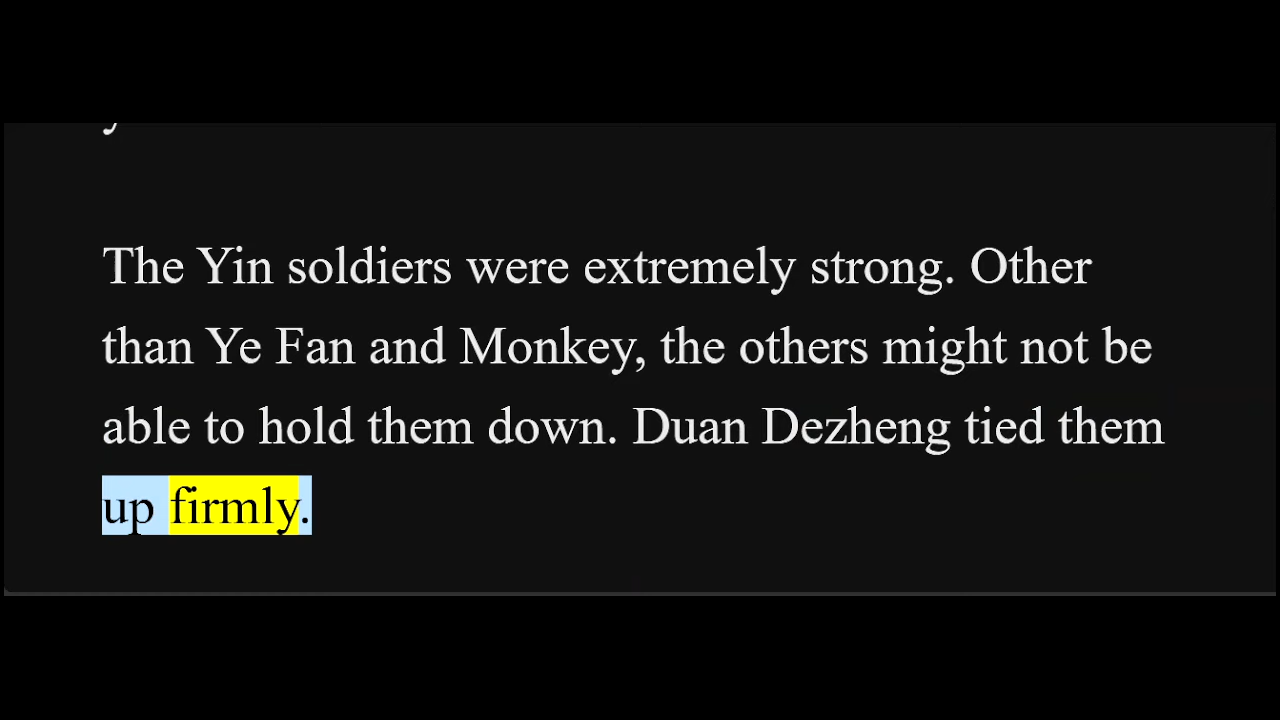 The Yin soldiers were extremely strong. Other
than Ye Fan and Monkey, the others might not be
able to hold them down. Duan Dezheng tied them
up firmly.